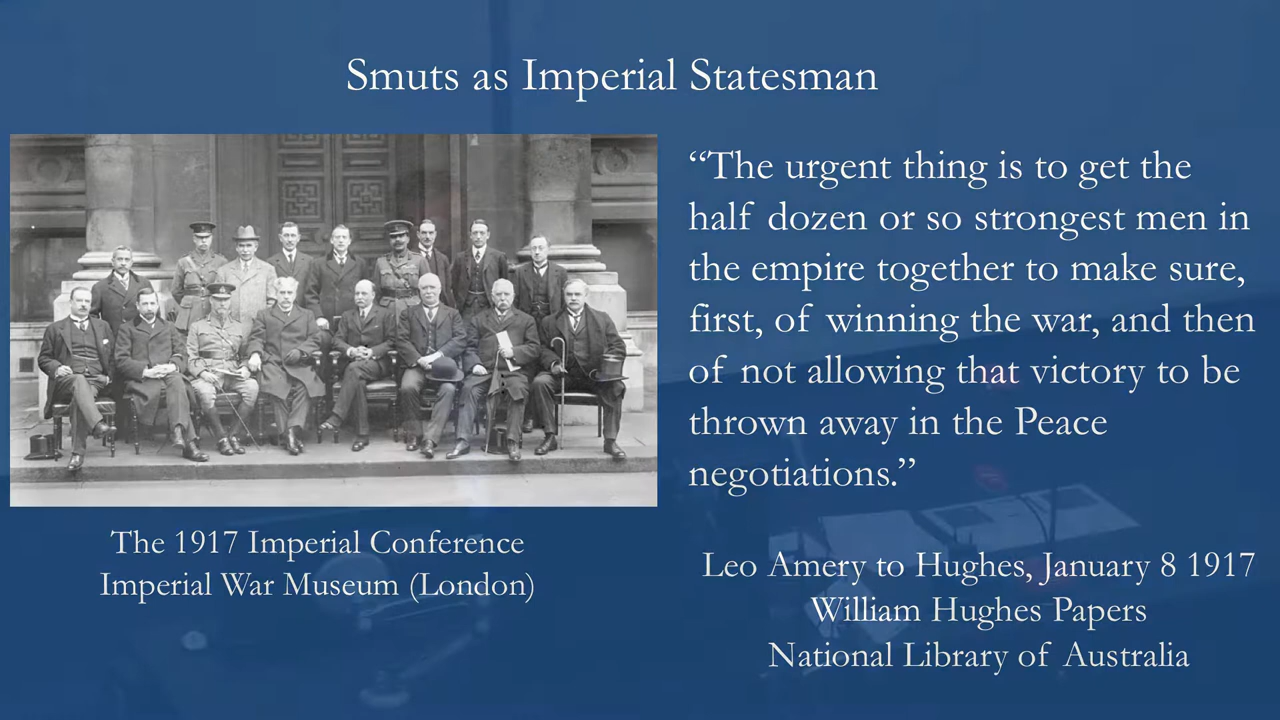 Smuts as Imperial Statesman
“The urgent thing is to get the
half dozen or so strongest men in
the empire together to make sure,
first, of winning the war, and then
of not allowing that victory to be
thrown away in the Peace
negotiations.”
The 1917 Imperial Conference
Imperial War Museum (London)
Leo Amery to Hughes, January 8 1917
William Hughes Papers
National Library of Australia